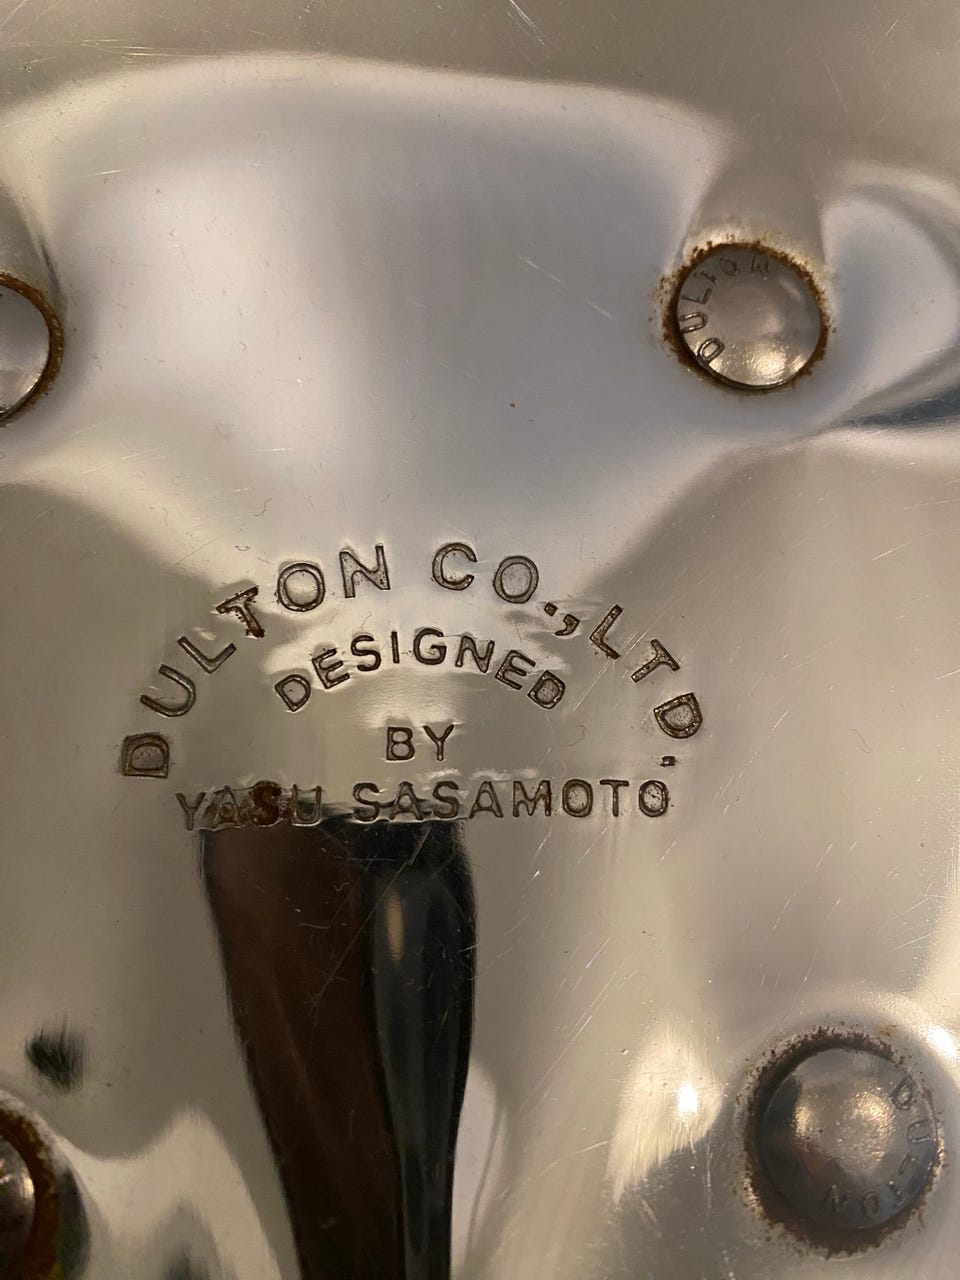 DULTON
DULTON CO.,LTD.
DESIGNED
BY
YASU SASAMOTO
DULTON